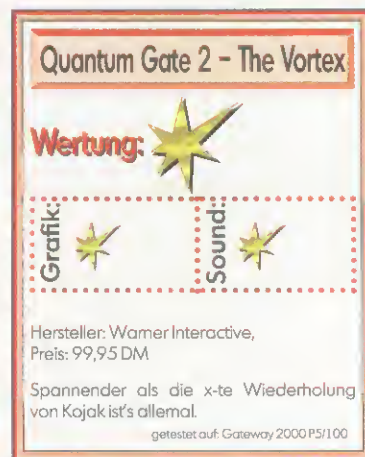 Quantum Gate 2 – The Vortex
Wertung:
Grafik:
Sound:
Hersteller: Warner Interactive,
Preis: 99,95 DM
Spannender als die x-te Wiederholung
von Kojak ist's allemal.
getestet auf: Gateway 2000 P5/100